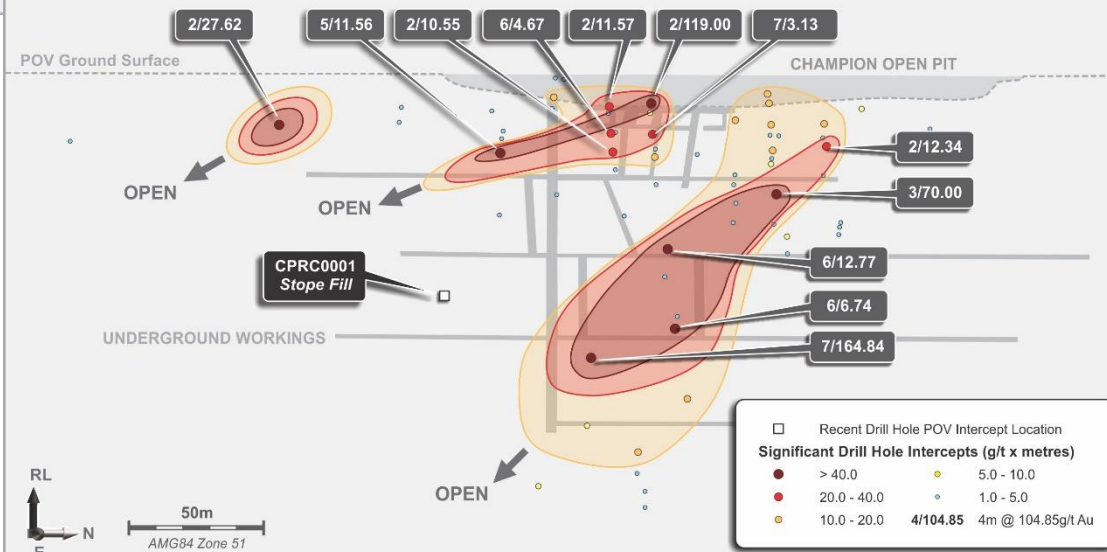 2/27.62
5/11.56
2/10.55
6/4.67
2/11.57
2/119.00
7/3.13
POV Ground Surface
CHAMPION OPEN PIT
2/12.34
OPEN
OPEN
3/70.00
CPRC0001
Stope Fill
6/12.77
6/6.74
UNDERGROUND WORKINGS
7/164.84
OPEN
Recent Drill Hole POV Intercept Location
Significant Drill Hole Intercepts (g/t x metres)
> 40.0
5.0 - 10.0
20.0 - 40.0
1.0 - 5.0
10.0 - 20.0
4/104.85 4m @ 104.85g/t Au
RL
N
E
50m
AMG84 Zone 51